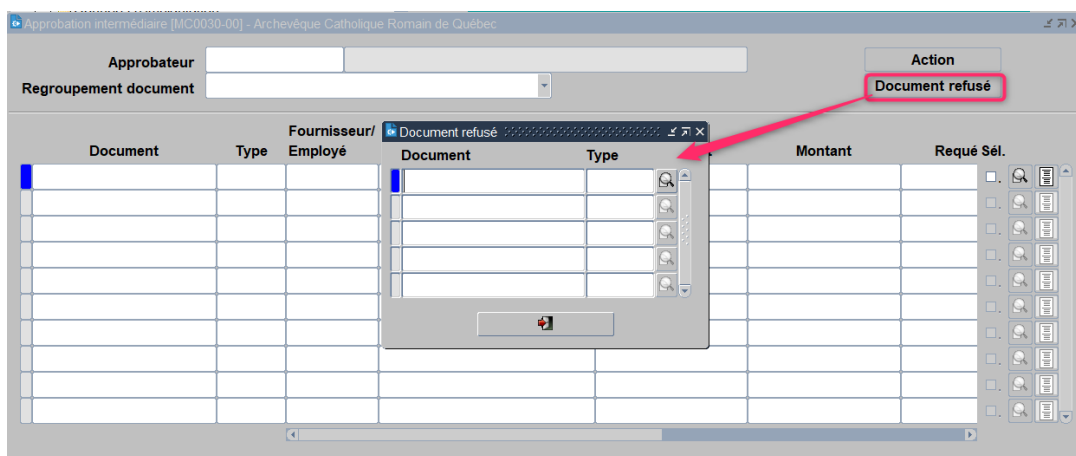 Approbation intermédiaire [MC0030-00] - Archevêque Catholique Romain de Québec
Approbateur
Action
Regroupement document
Document refusé
Document
Type
Fournisseur/
Employé
Montant
Requé
Sél.
Document refusé
Document
Type